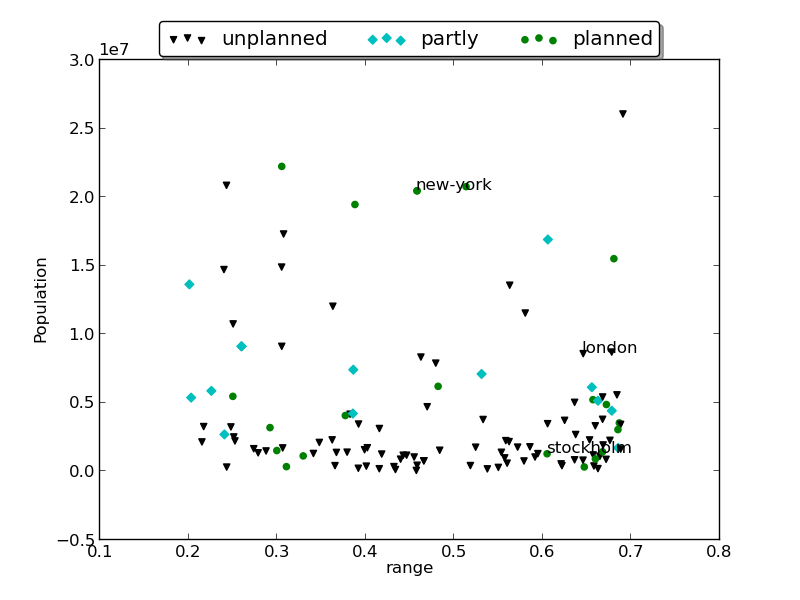 unplanned partly planned
1e7
3.0
2.5
new-york
2.0
1.5
1.0
london
0.5
stockholm
0.0
−0.5
0.1 0.2 0.3 0.4 0.5 0.6 0.7 0.8
range
Population